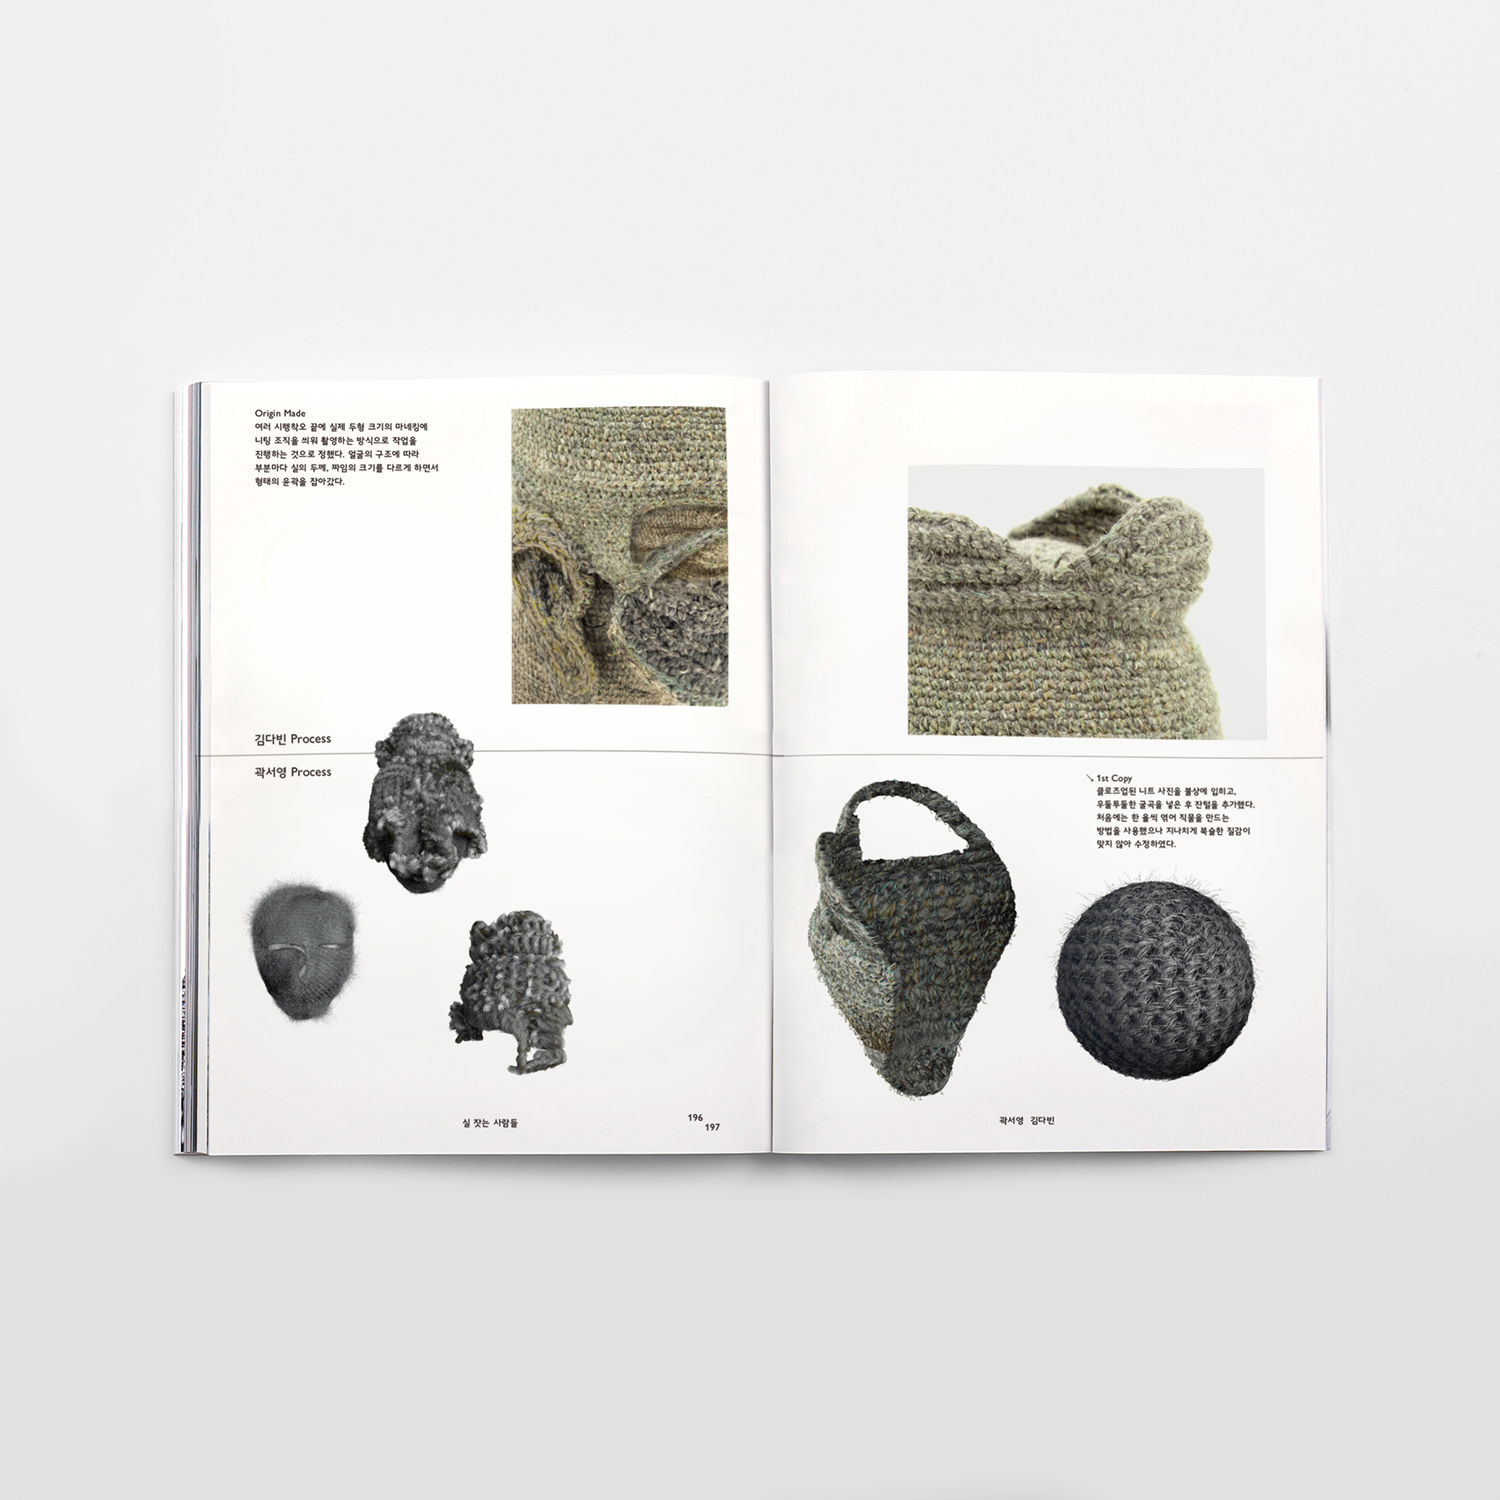 Origin Made
여러 시행착오 끝에 실제 두형 크기의 마네킹에
니팅 조직을 씌워 촬영하는 방식으로 작업을
진행하는 것으로 정했다. 얼굴의 구조에 따라
부분마다 실의 두께, 짜임의 크기를 다르게 하면서
형태의 윤곽을 잡아갔다.
김다빈 Process
곽서영 Process
↘ 1st Copy
클로즈업된 니트 사진을 불상에 입히고,
우둘투둘한 굴곡을 넣은 후 잔털을 추가했다.
처음에는 한 올씩 엮어 직물을 만드는
방법을 사용했으나 지나치게 북슬한 질감이
맞지 않아 수정하였다.
실 잣는 사람들
196
197
곽서영 김다빈